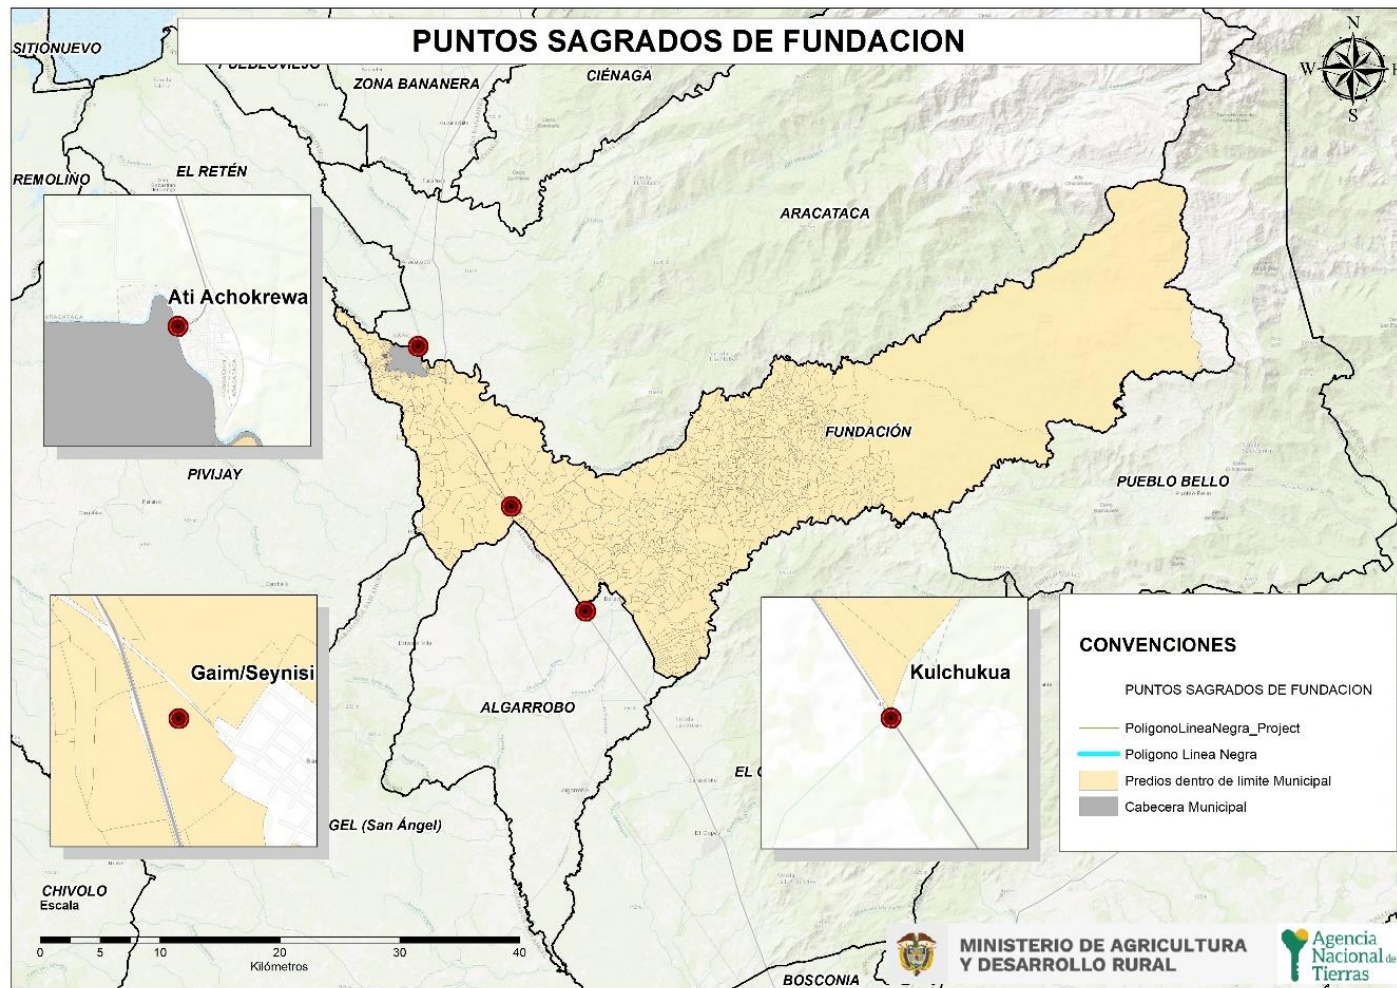 PUNTOS SAGRADOS DE FUNDACION
N
W
S
SITIONUEVO
ZONA BANANERA
CIÉNAGA
EL RETÉN
REMOLINO
ARACATACA
Ati Achokrewa
FUNDACIÓN
PIVIJAY
PUEBLO BELLO
Gaim/Seynisi
Kulchukua
ALGARROBO
EL
GEL (San Ángel)
CONVENCIONES
PUNTOS SAGRADOS DE FUNDACION
PoligonoLineaNegra_Project
Poligono Linea Negra
Predios dentro de limite Municipal
Cabecera Municipal
CHIVOLO
Escala
0 5 10 20 30 40
Kilómetros
BOSCONIA
MINISTERIO DE AGRICULTURA
Y DESARROLLO RURAL
Agencia
Nacional de
Tierras